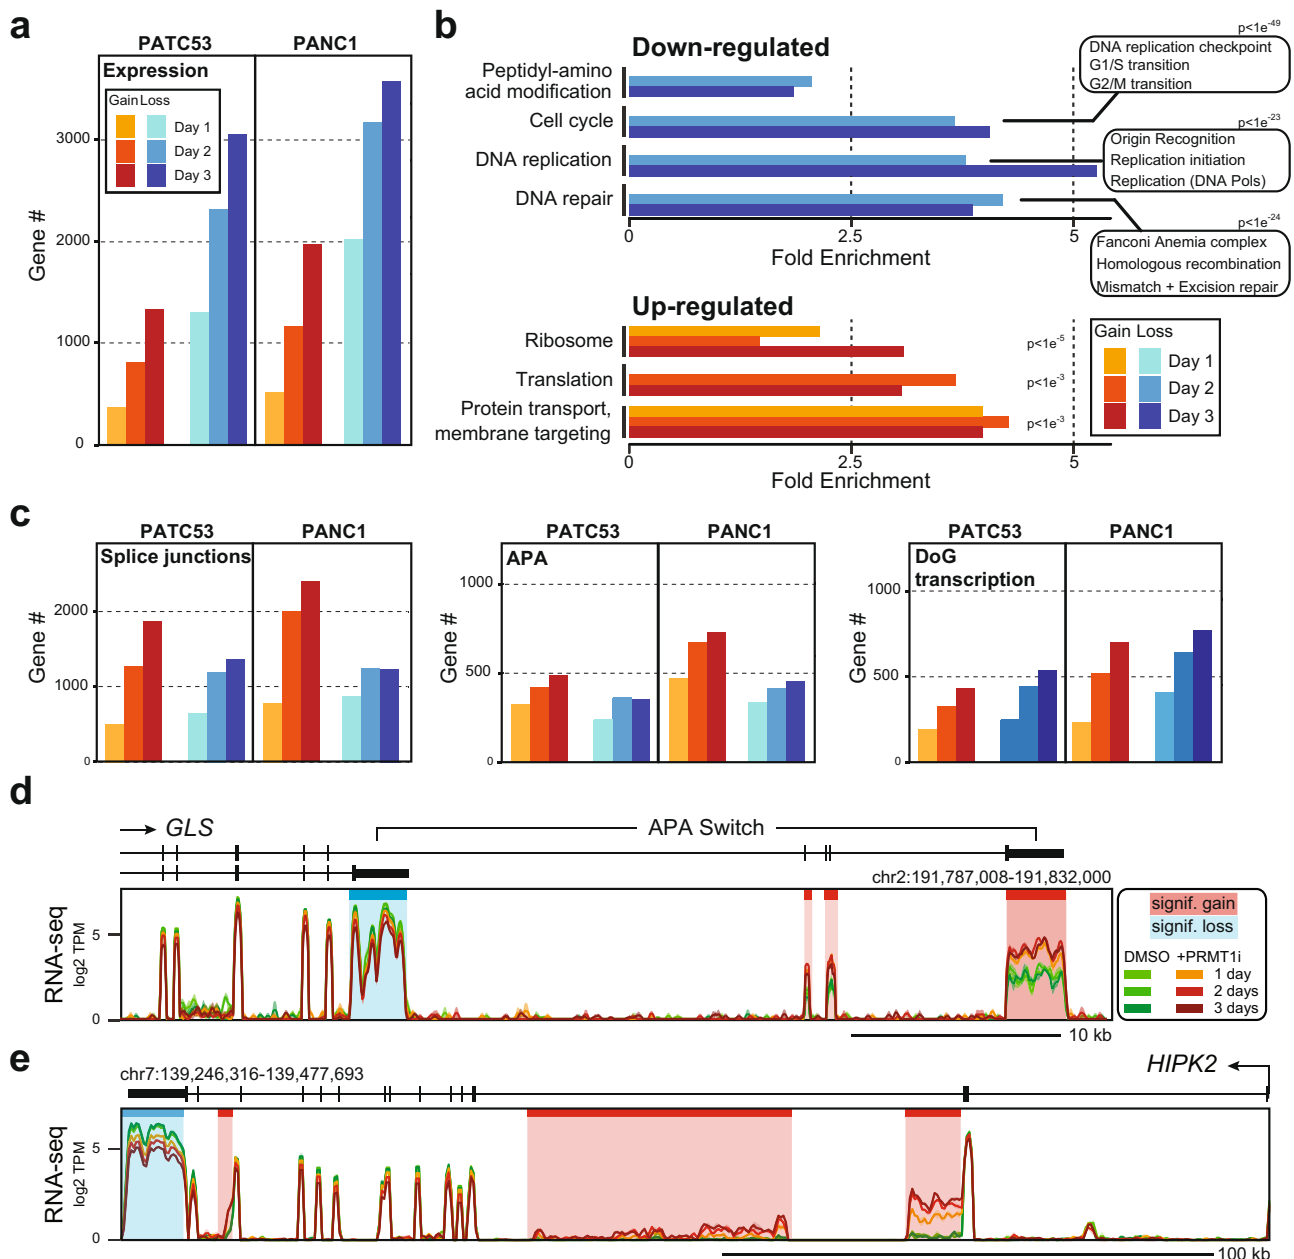 a
PATC53
PANC1
Expression
Gain Loss
Day 1
Day 2
Day 3
3000
2000
1000
0
Gene #
b
Down-regulated
Peptidyl-amino
acid modification
Cell cycle
DNA replication
DNA repair
0
2.5
5
Fold Enrichment
p<1e-49
DNA replication checkpoint
G1/S transition
G2/M transition
p<1e-23
Origin Recognition
Replication initiation
Replication (DNA Pols)
p<1e-24
Fanconi Anemia complex
Homologous recombination
Mismatch + Excision repair
Up-regulated
Ribosome
p<1e-5
Translation
p<1e-3
Protein transport,
membrane targeting
p<1e-3
0
2.5
5
Fold Enrichment
Gain Loss
Day 1
Day 2
Day 3
c
PATC53
PANC1
Splice junctions
2000
1000
0
Gene #
PATC53
PANC1
APA
1000
500
0
Gene #
PATC53
PANC1
DoG
transcription
1000
500
0
Gene #
d
GLS
APA Switch
chr2:191,787,008-191,832,000
RNA-seq
log2 TPM
5
0
10 kb
signif. gain
signif. loss
DMSO +PRMT1i
1 day
2 days
3 days
e
HIPK2
chr7:139,246,316-139,477,693
RNA-seq
log2 TPM
5
0
100 kb